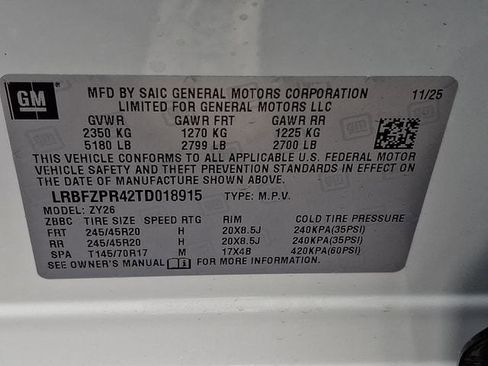 GM
MFD BY SAIC GENERAL MOTORS CORPORATION 11/25
LIMITED FOR GENERAL MOTORS LLC
GVWR GAWR FRT GAWR RR
2350 KG 1270 KG 1225 KG
5180 LB 2799 LB 2700 LB
THIS VEHICLE CONFORMS TO ALL APPLICABLE U.S. FEDERAL MOTOR
VEHICLE SAFETY AND THEFT PREVENTION STANDARDS IN EFFECT ON
THE DATE OF MANUFACTURE SHOWN ABOVE.
LRBFZPR42TD018915 TYPE: M.P.V.
MODEL: ZY26
ZBBC TIRE SIZE SPEED RTG RIM COLD TIRE PRESSURE
FRT 245/45R20 H 20X8.5J 240KPA(35PSI)
RR 245/45R20 H 20X8.5J 240KPA(35PSI)
SPA T145/70R17 M 17X4B 420KPA(60PSI)
SEE OWNER'S MANUAL FOR ADDITIONAL INFORMATION.